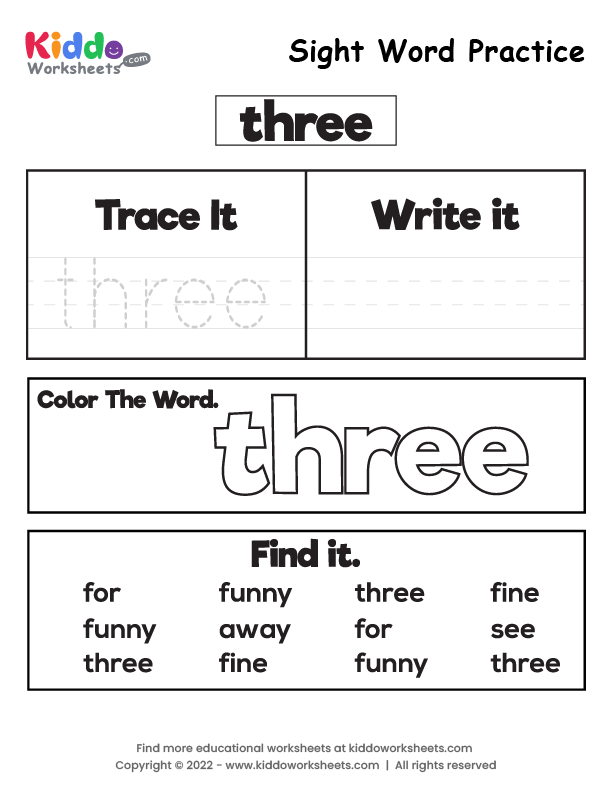 Kiddo
Worksheets .com
Sight Word Practice
three
Trace It
Write it
three
Color The Word.
three
Find it.
for funny three fine
funny away for see
three fine funny three
Find more educational worksheets at kiddoworksheets.com
Copyright © 2022 - www.kiddoworksheets.com | All rights reserved